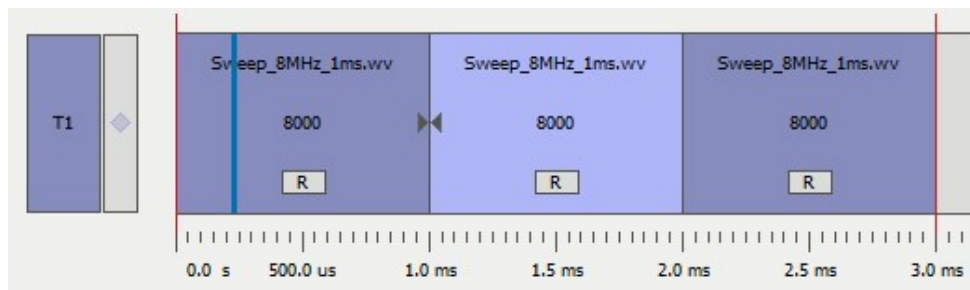 Sweep_8MHz_1ms.wv Sweep_8MHz_1ms.wv Sweep_8MHz_1ms.wv
T1 8000 8000 8000
R R R
0.0 s 500.0 us 1.0 ms 1.5 ms 2.0 ms 2.5 ms 3.0 ms